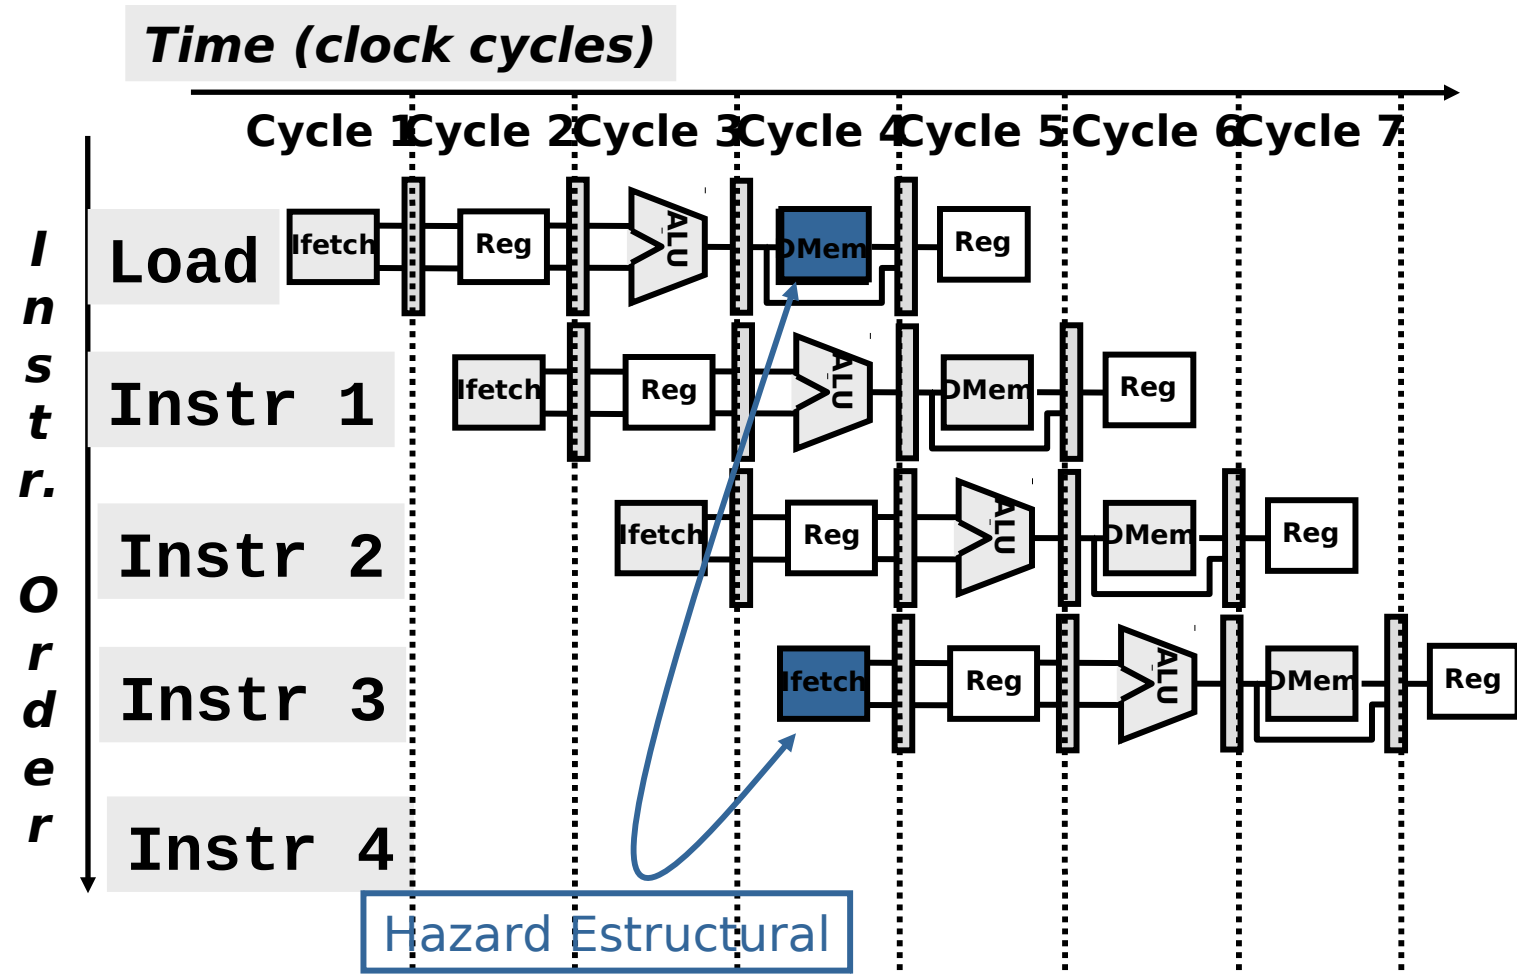 Time (clock cycles)
Cycle 1 Cycle 2 Cycle 3 Cycle 4 Cycle 5 Cycle 6 Cycle 7
Instr. Order
Load Ifetch Reg ALU DMem Reg
Instr 1 Ifetch Reg ALU DMem Reg
Instr 2 Ifetch Reg ALU DMem Reg
Instr 3 Ifetch Reg ALU DMem Reg
Instr 4
Hazard Estructural